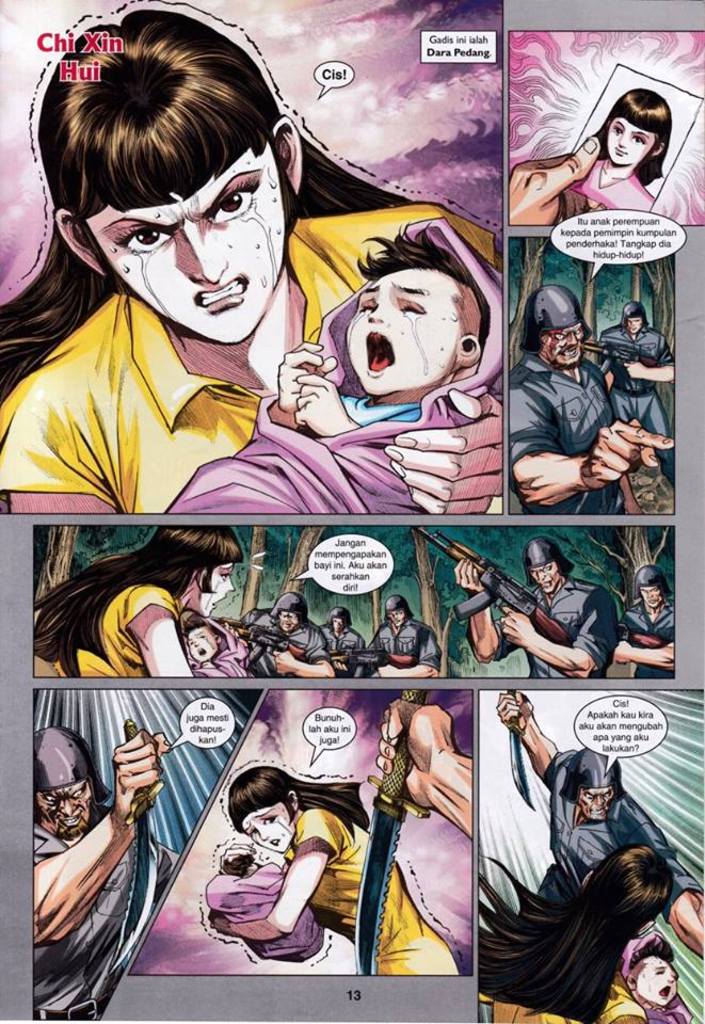 Chi Xin
Hui
Cis!
Gadis ini ialah
Dara Pedang.
Itu anak perempuan
kepada pemimpin kumpulan
penderhaka! Tangkap dia
hidup-hidup!
Jangan
mempengapakan
bayi ini. Aku akan
serahkan
diri!
Dia
juga mesti
dihapus-
kan!
Bunuh-
lah aku ini
juga!
Cis!
Apakah kau kira
aku akan mengubah
apa yang aku
lakukan?
13